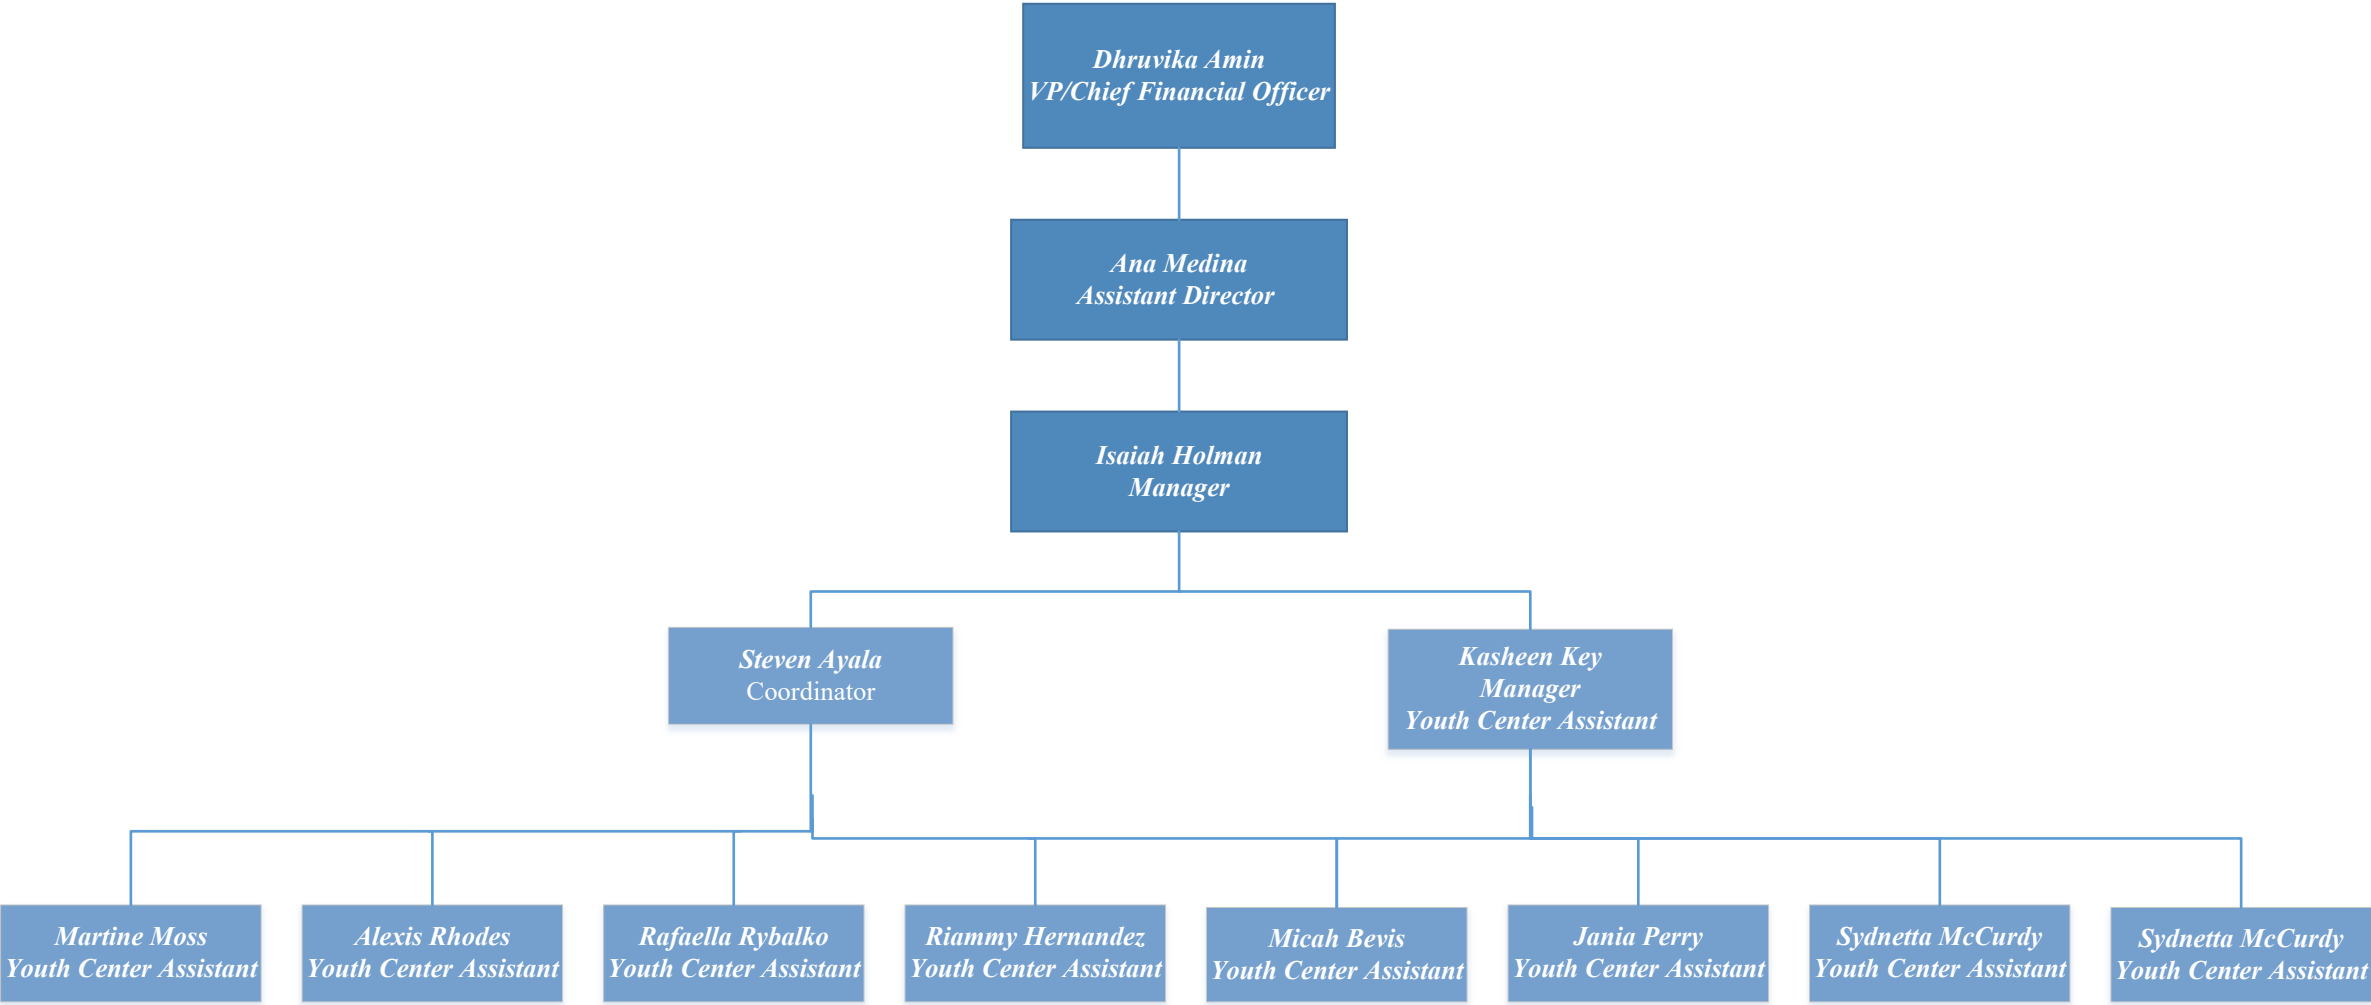 Dhruvika Amin
VP/Chief Financial Officer
Ana Medina
Assistant Director
Isaiah Holman
Manager
Steven Ayala
Coordinator
Kasheen Key
Manager
Youth Center Assistant
Martine Moss
Youth Center Assistant
Alexis Rhodes
Youth Center Assistant
Rafaella Rybalko
Youth Center Assistant
Riammy Hernandez
Youth Center Assistant
Micah Bevis
Youth Center Assistant
Jania Perry
Youth Center Assistant
Sydnetta McCurdy
Youth Center Assistant
Sydnetta McCurdy
Youth Center Assistant